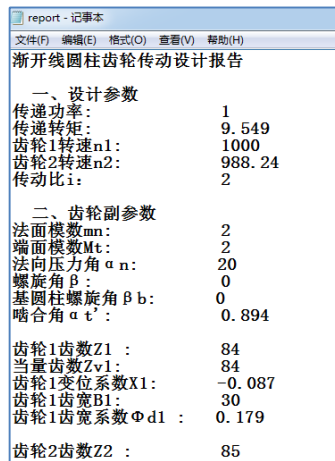 report - 记事本
文件(F) 编辑(E) 格式(O) 查看(V) 帮助(H)
渐开线圆柱齿轮传动设计报告
一、设计参数
传递功率: 1
传递转矩: 9.549
齿轮1转速n1: 1000
齿轮2转速n2: 988.24
传动比i: 2
二、齿轮副参数
法面模数mn: 2
端面模数Mt: 2
法向压力角αn: 20
螺旋角β: 0
基圆柱螺旋角βb: 0
啮合角αt': 0.894
齿轮1齿数Z1 : 84
当量齿数Zv1: 84
齿轮1变位系数X1: -0.087
齿轮1齿宽B1: 30
齿轮1齿宽系数Φd1 : 0.179
齿轮2齿数Z2 : 85